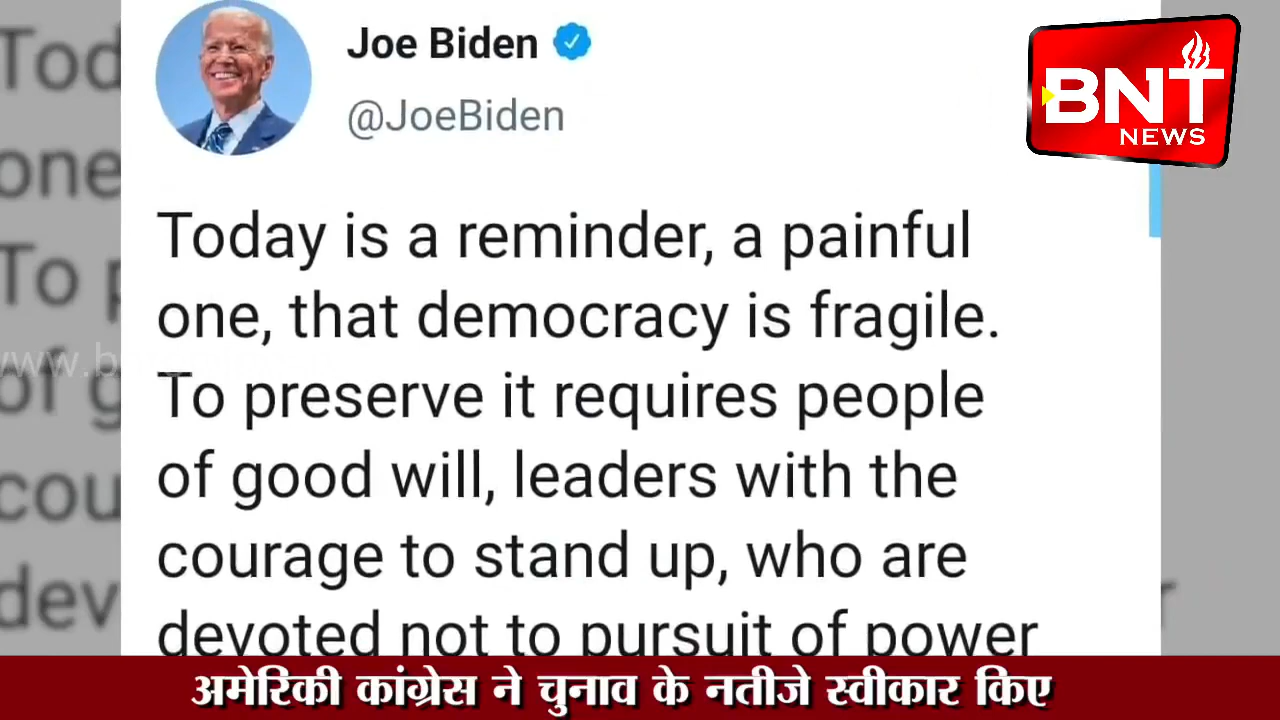 Joe Biden
@JoeBiden
BNT
NEWS
Today is a reminder, a painful
one, that democracy is fragile.
To preserve it requires people
of good will, leaders with the
courage to stand up, who are
devoted not to pursuit of power
अमेरिकी कांग्रेस ने चुनाव के नतीजे स्वीकार किए